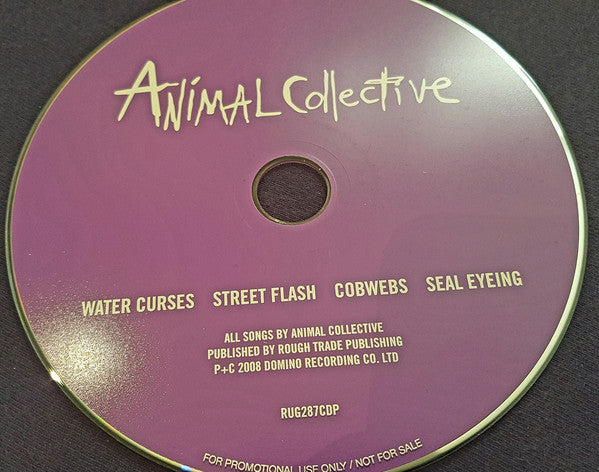 ANiMAL Collective
WATER CURSES STREET FLASH COBWEBS SEAL EYEING
ALL SONGS BY ANIMAL COLLECTIVE
PUBLISHED BY ROUGH TRADE PUBLISHING
P+C 2008 DOMINO RECORDING CO. LTD
RUG287CDP
FOR PROMOTIONAL USE ONLY / NOT FOR SALE